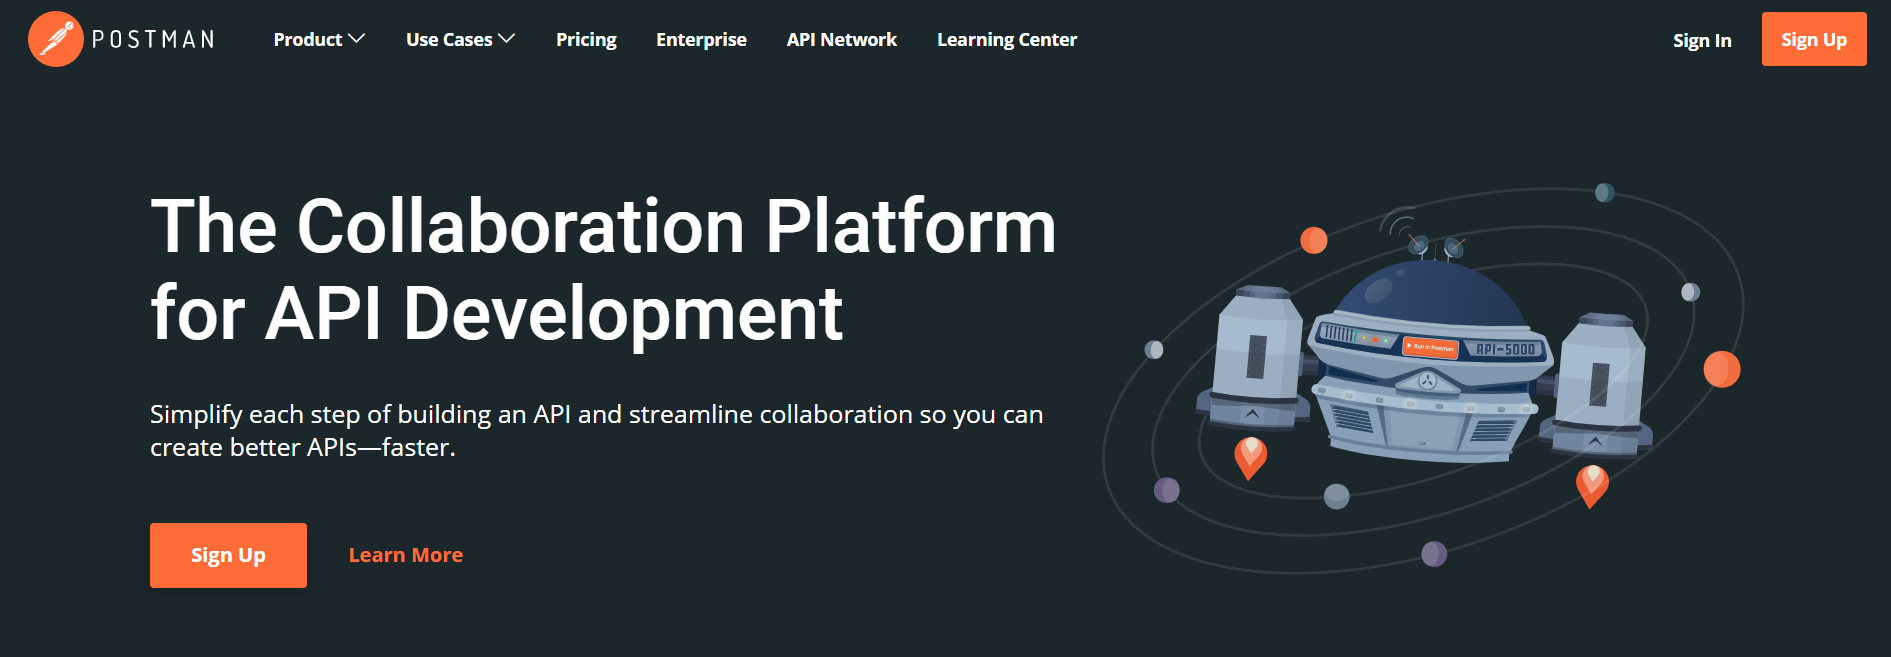 POSTMAN
Product
Use Cases
Pricing
Enterprise
API Network
Learning Center
Sign In
Sign Up
The Collaboration Platform
for API Development
Simplify each step of building an API and streamline collaboration so you can
create better APIs—faster.
Sign Up
Learn More
Run in Postman
API-5000